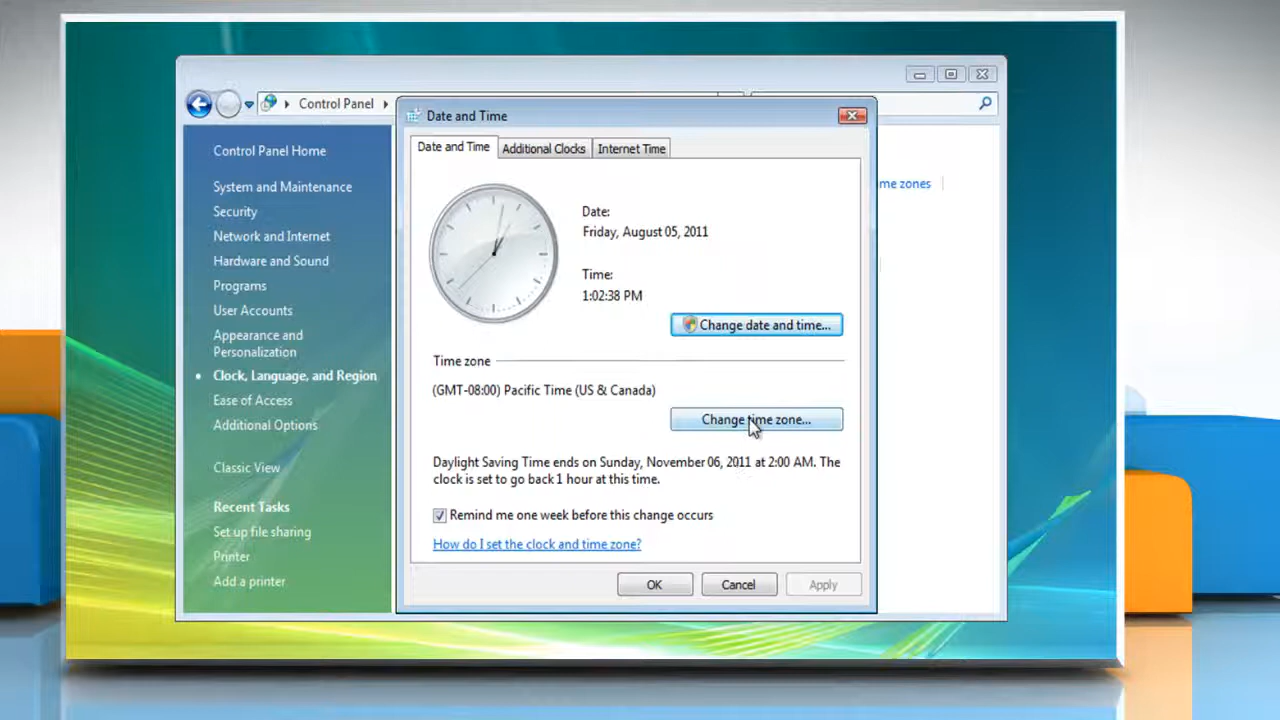 Control Panel
Date and Time
Control Panel Home
Date and Time
Additional Clocks
Internet Time
me zones
System and Maintenance
Security
Network and Internet
Hardware and Sound
Programs
User Accounts
Appearance and
Personalization
Clock, Language, and Region
Ease of Access
Additional Options
Classic View
Recent Tasks
Set up file sharing
Printer
Add a printer
Date:
Friday, August 05, 2011
Time:
1:02:38 PM
Change date and time...
Time zone
(GMT-08:00) Pacific Time (US & Canada)
Change time zone...
Daylight Saving Time ends on Sunday, November 06, 2011 at 2:00 AM. The
clock is set to go back 1 hour at this time.
Remind me one week before this change occurs
How do I set the clock and time zone?
OK
Cancel
Apply